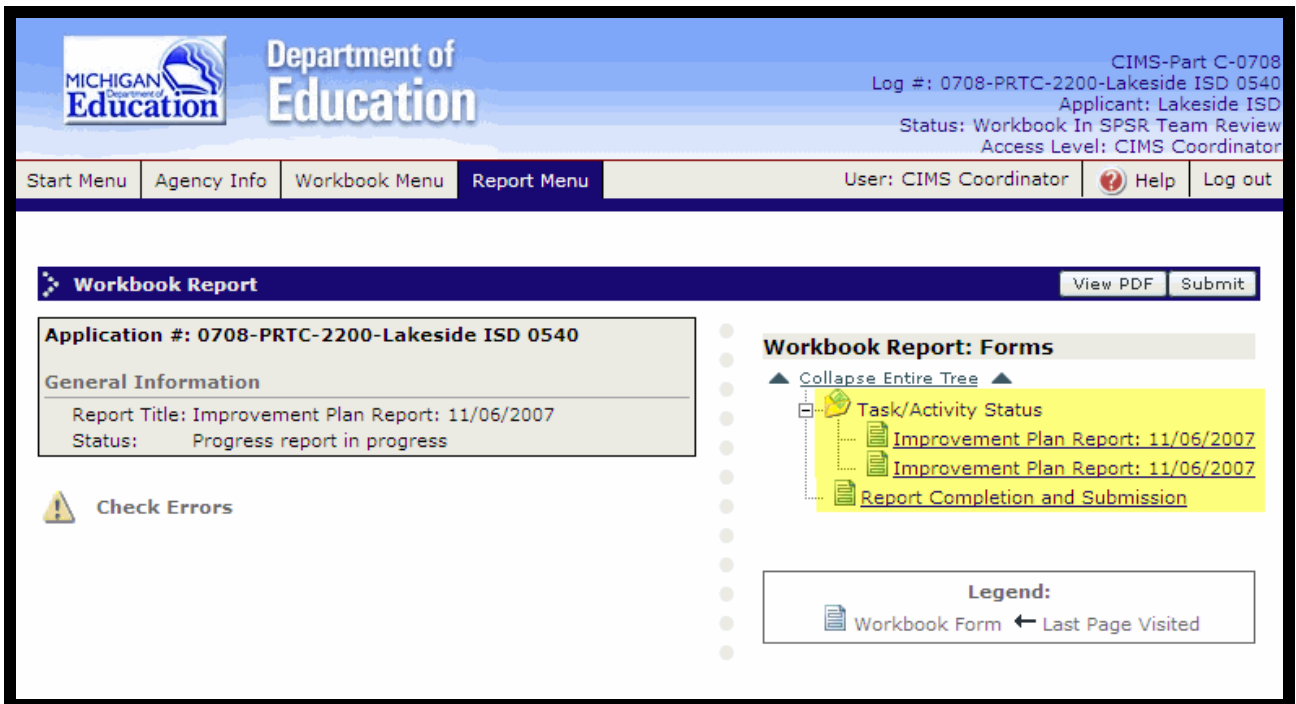 MICHIGAN
Department of
Education
Department of
Education
CIMS-Part C-0708
Log #: 0708-PRTC-2200-Lakeside ISD 0540
Applicant: Lakeside ISD
Status: Workbook In SPSR Team Review
Access Level: CIMS Coordinator
Start Menu Agency Info Workbook Menu Report Menu User: CIMS Coordinator Help Log out
Workbook Report View PDF Submit
Application #: 0708-PRTC-2200-Lakeside ISD 0540
General Information
Report Title: Improvement Plan Report: 11/06/2007
Status: Progress report in progress
Check Errors
Workbook Report: Forms
Collapse Entire Tree
Task/Activity Status
Improvement Plan Report: 11/06/2007
Improvement Plan Report: 11/06/2007
Report Completion and Submission
Legend:
Workbook Form Last Page Visited